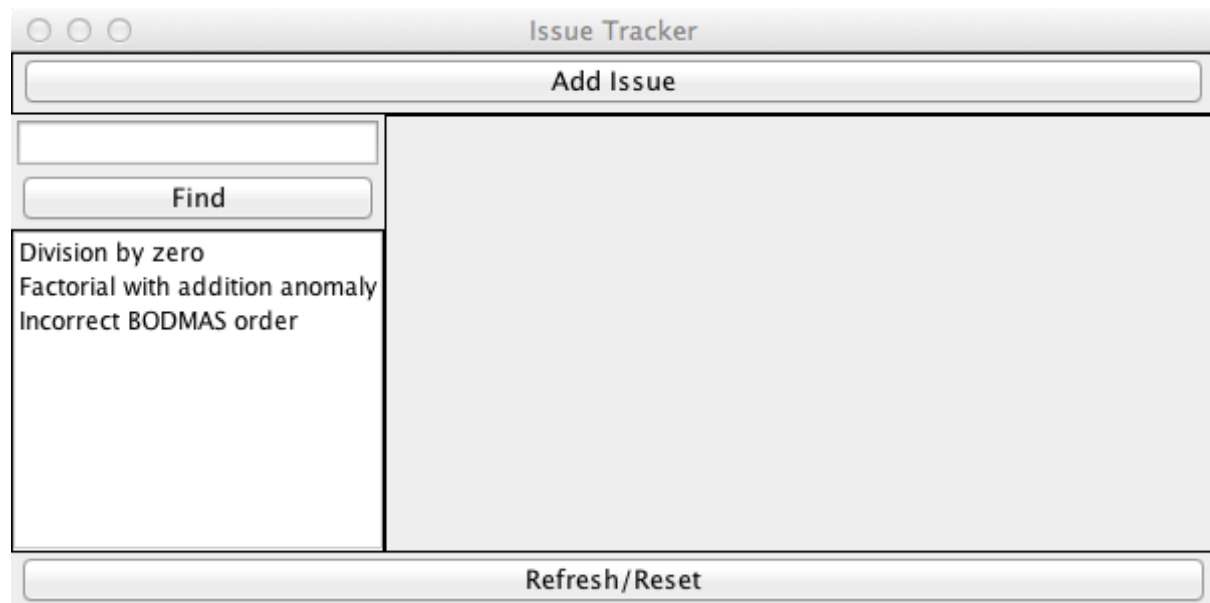 Issue Tracker
Add Issue
Find
Division by zero
Factorial with addition anomaly
Incorrect BODMAS order
Refresh/Reset